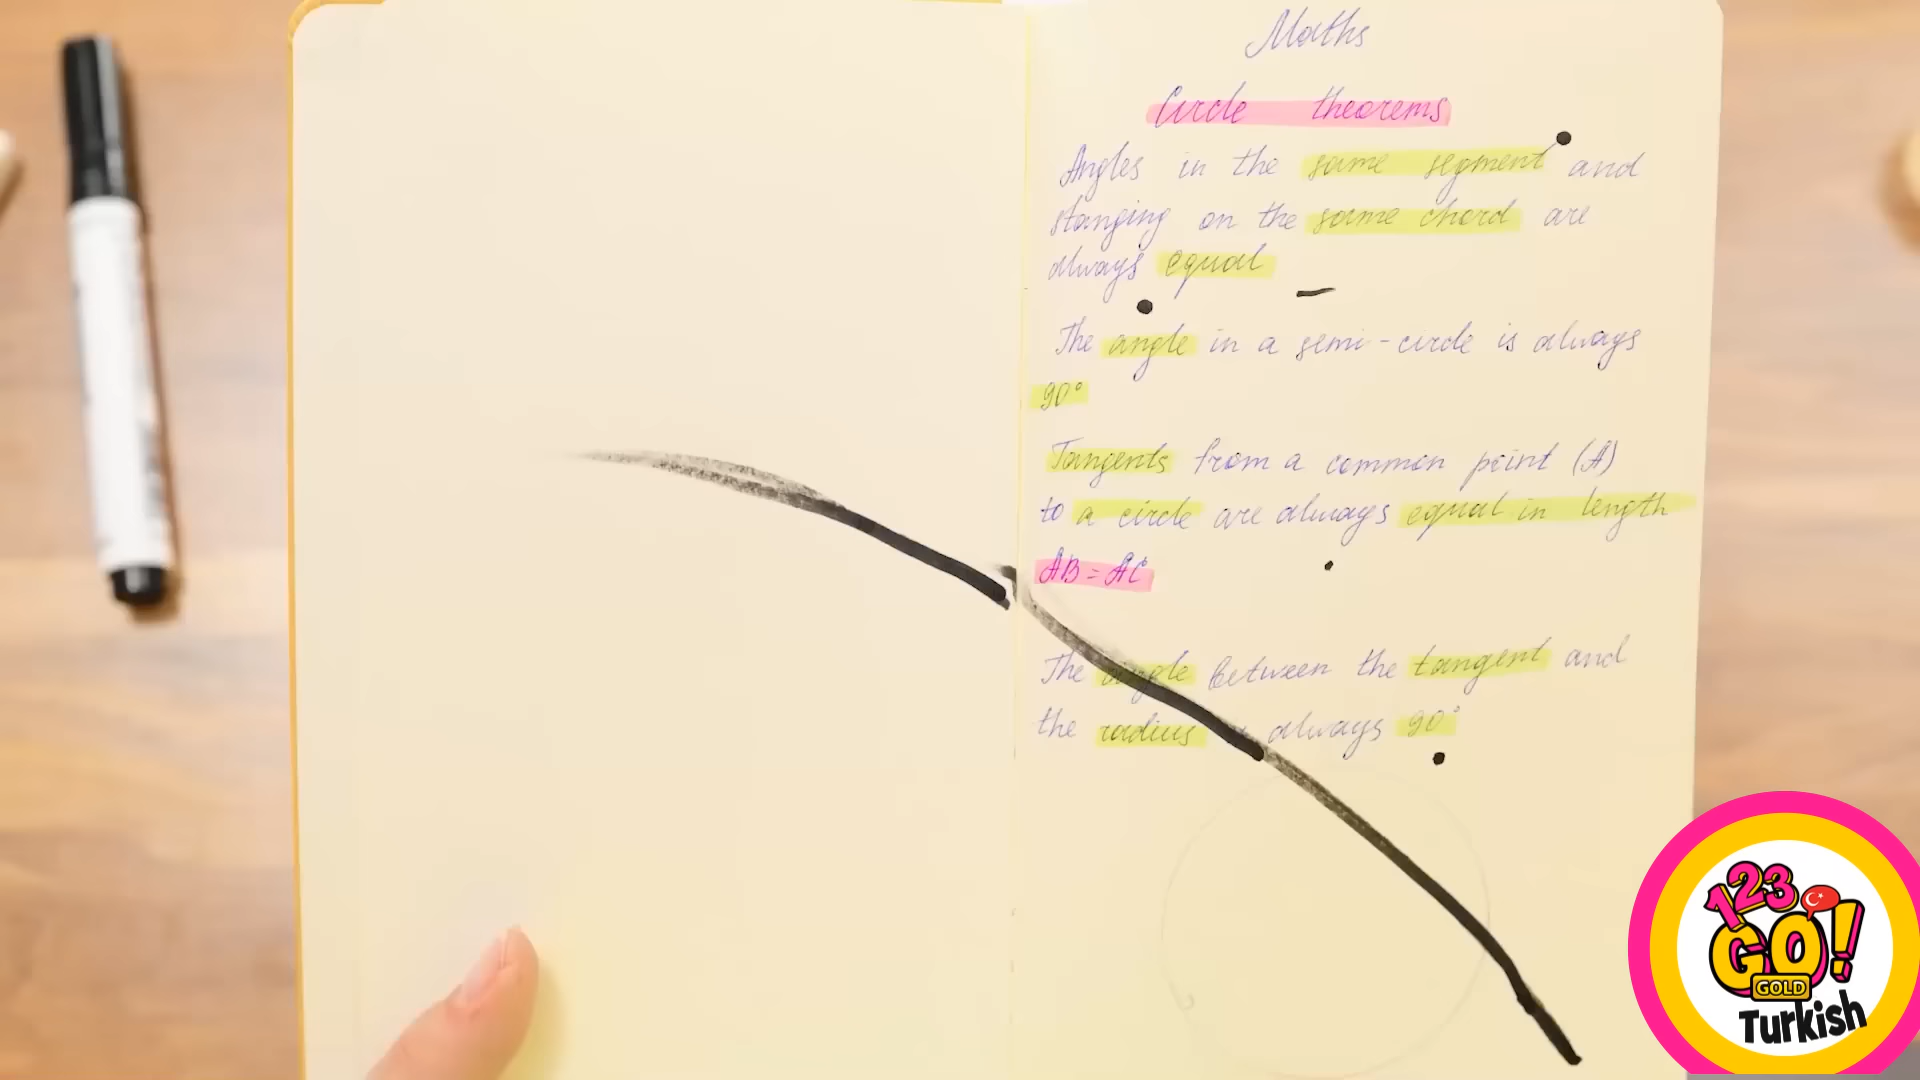 Maths
Circle theorems
Angles in the same segment and
stanging on the same chord are
always equal
The angle in a semi-circle is always
90°
Tangents from a common point (A)
to a circle are always equal in length
AB = AC
The angle between the tangent and
the radius always 90°
123
GO!
GOLD
Turkish